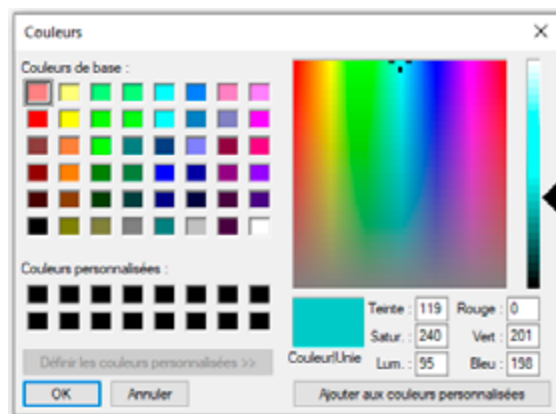 Couleurs
Couleurs de base :
Couleurs personnalisées :
Définir les couleurs personnalisées >>
OK Annuler
Couleur|Unie
Teinte : 119 Rouge : 0
Satur. : 240 Vert : 201
Lum. : 95 Bleu : 198
Ajouter aux couleurs personnalisées